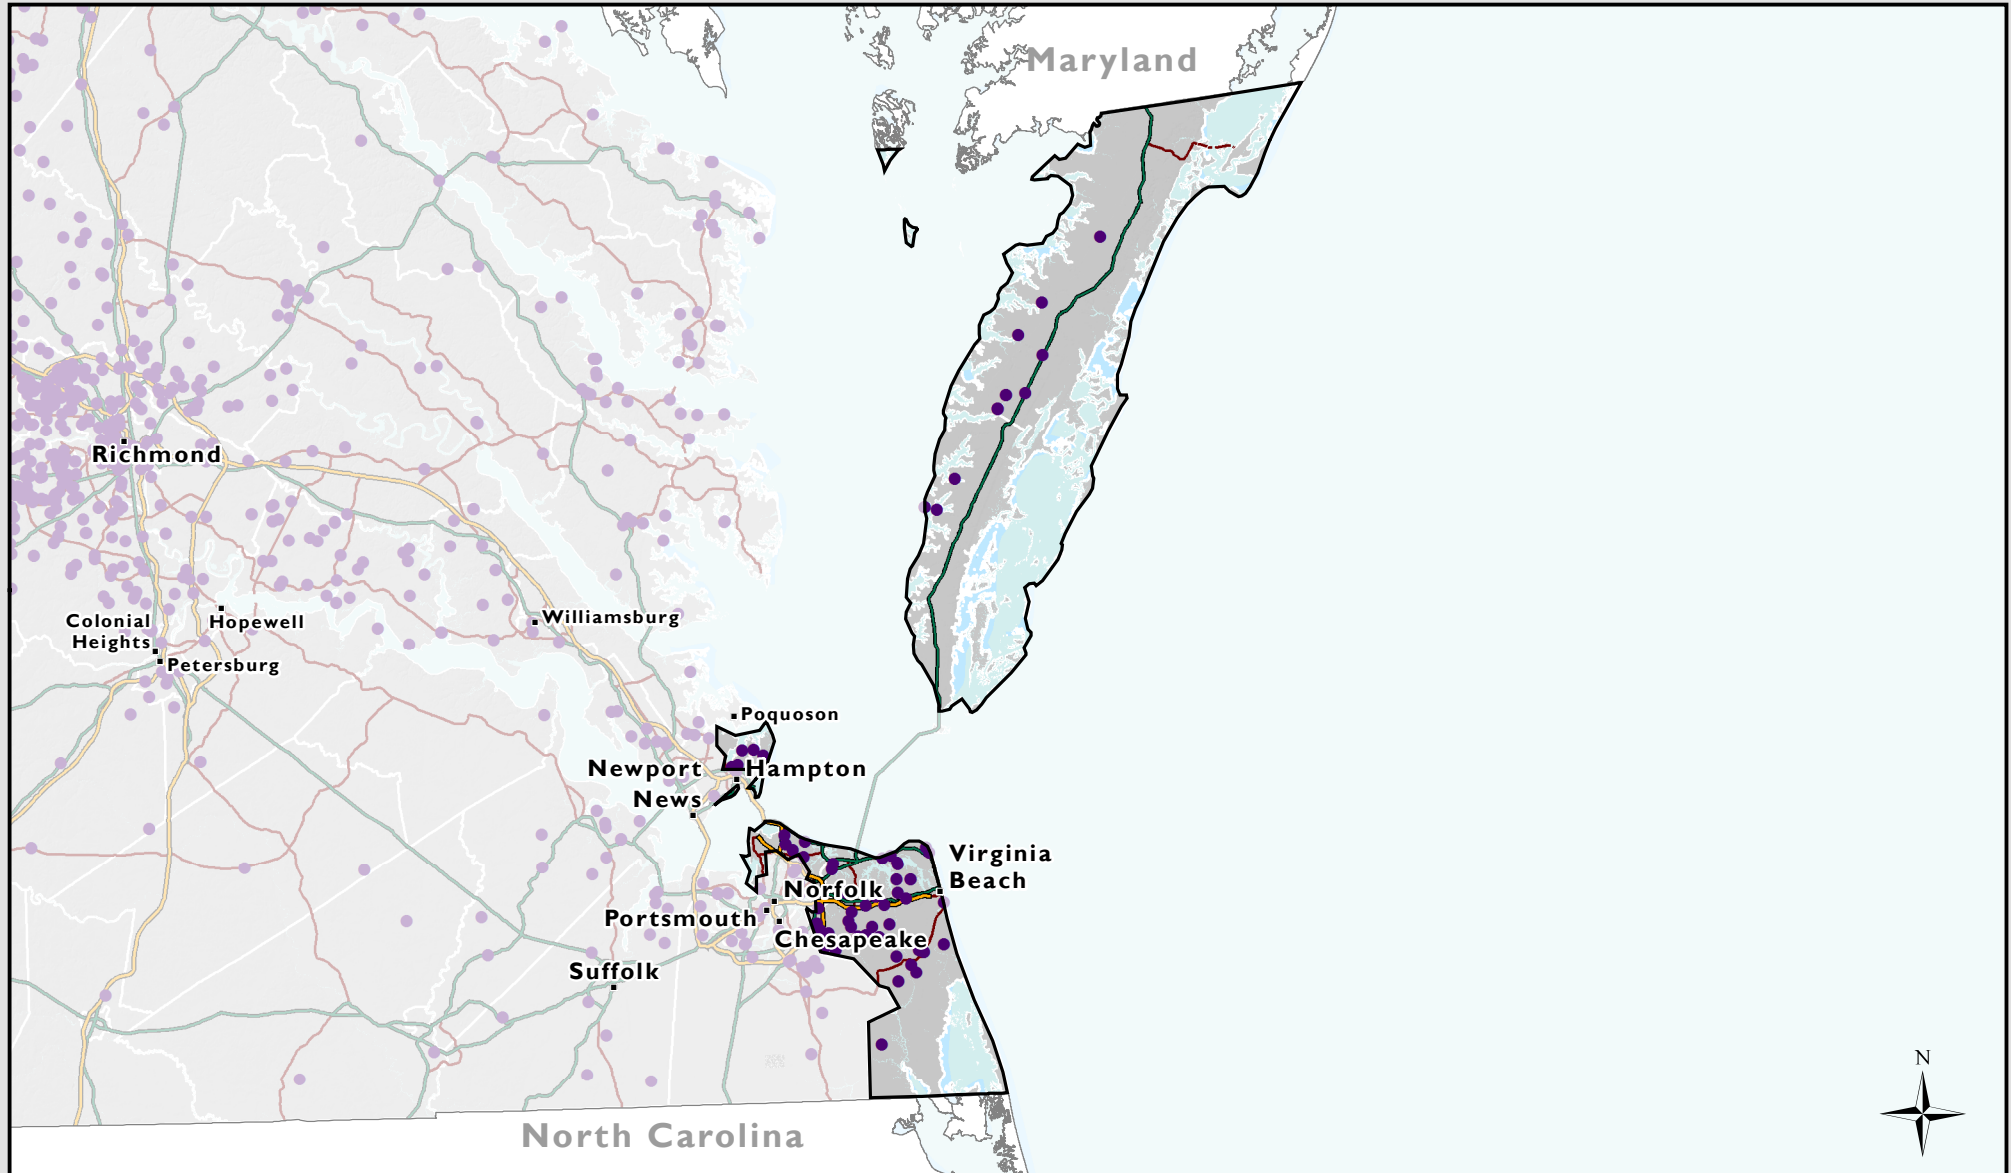 Maryland
Richmond
Colonial
Heights
Hopewell
Petersburg
Williamsburg
Poquoson
Newport
News
Hampton
Virginia
Beach
Norfolk
Portsmouth
Chesapeake
Suffolk
N
North Carolina